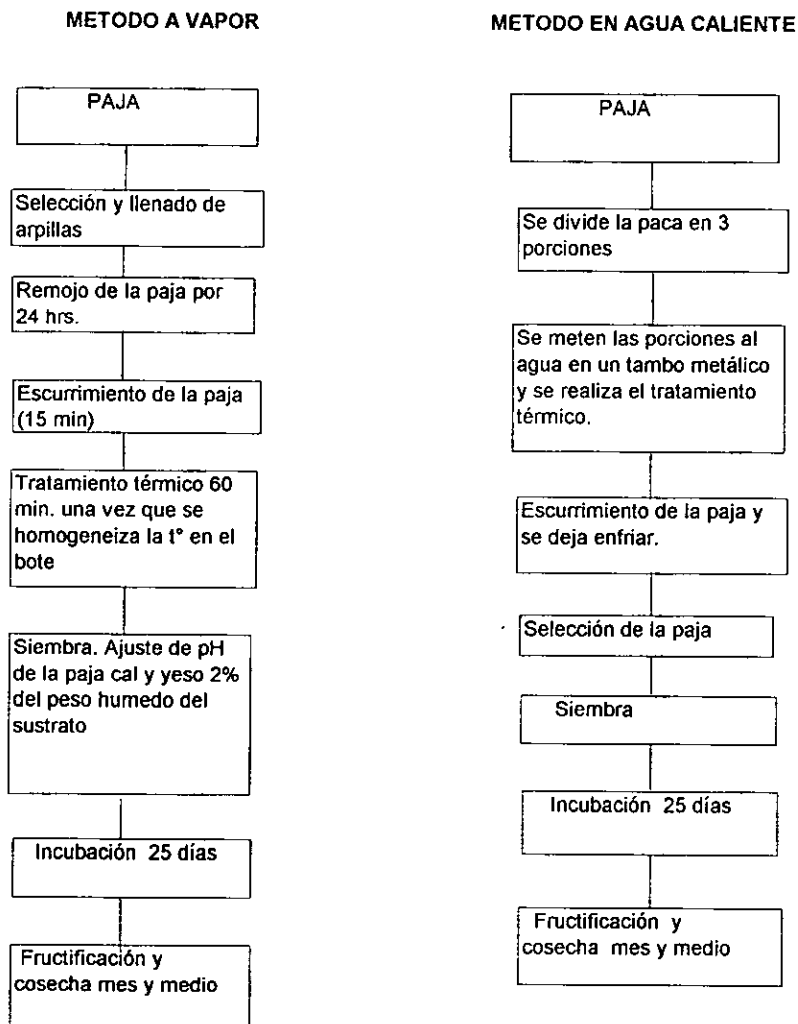 METODO A VAPOR
PAJA
Selección y llenado de
arpillas
Remojo de la paja por
24 hrs.
Escurrimiento de la paja
(15 min)
Tratamiento térmico 60
min. una vez que se
homogeneiza la t° en el
bote
Siembra. Ajuste de pH
de la paja cal y yeso 2%
del peso humedo del
sustrato
Incubación 25 días
Fructificación y
cosecha mes y medio
METODO EN AGUA CALIENTE
PAJA
Se divide la paca en 3
porciones
Se meten las porciones al
agua en un tambo metálico
y se realiza el tratamiento
térmico.
Escurrimiento de la paja y
se deja enfriar.
Selección de la paja
Siembra
Incubación 25 días
Fructificación y
cosecha mes y medio